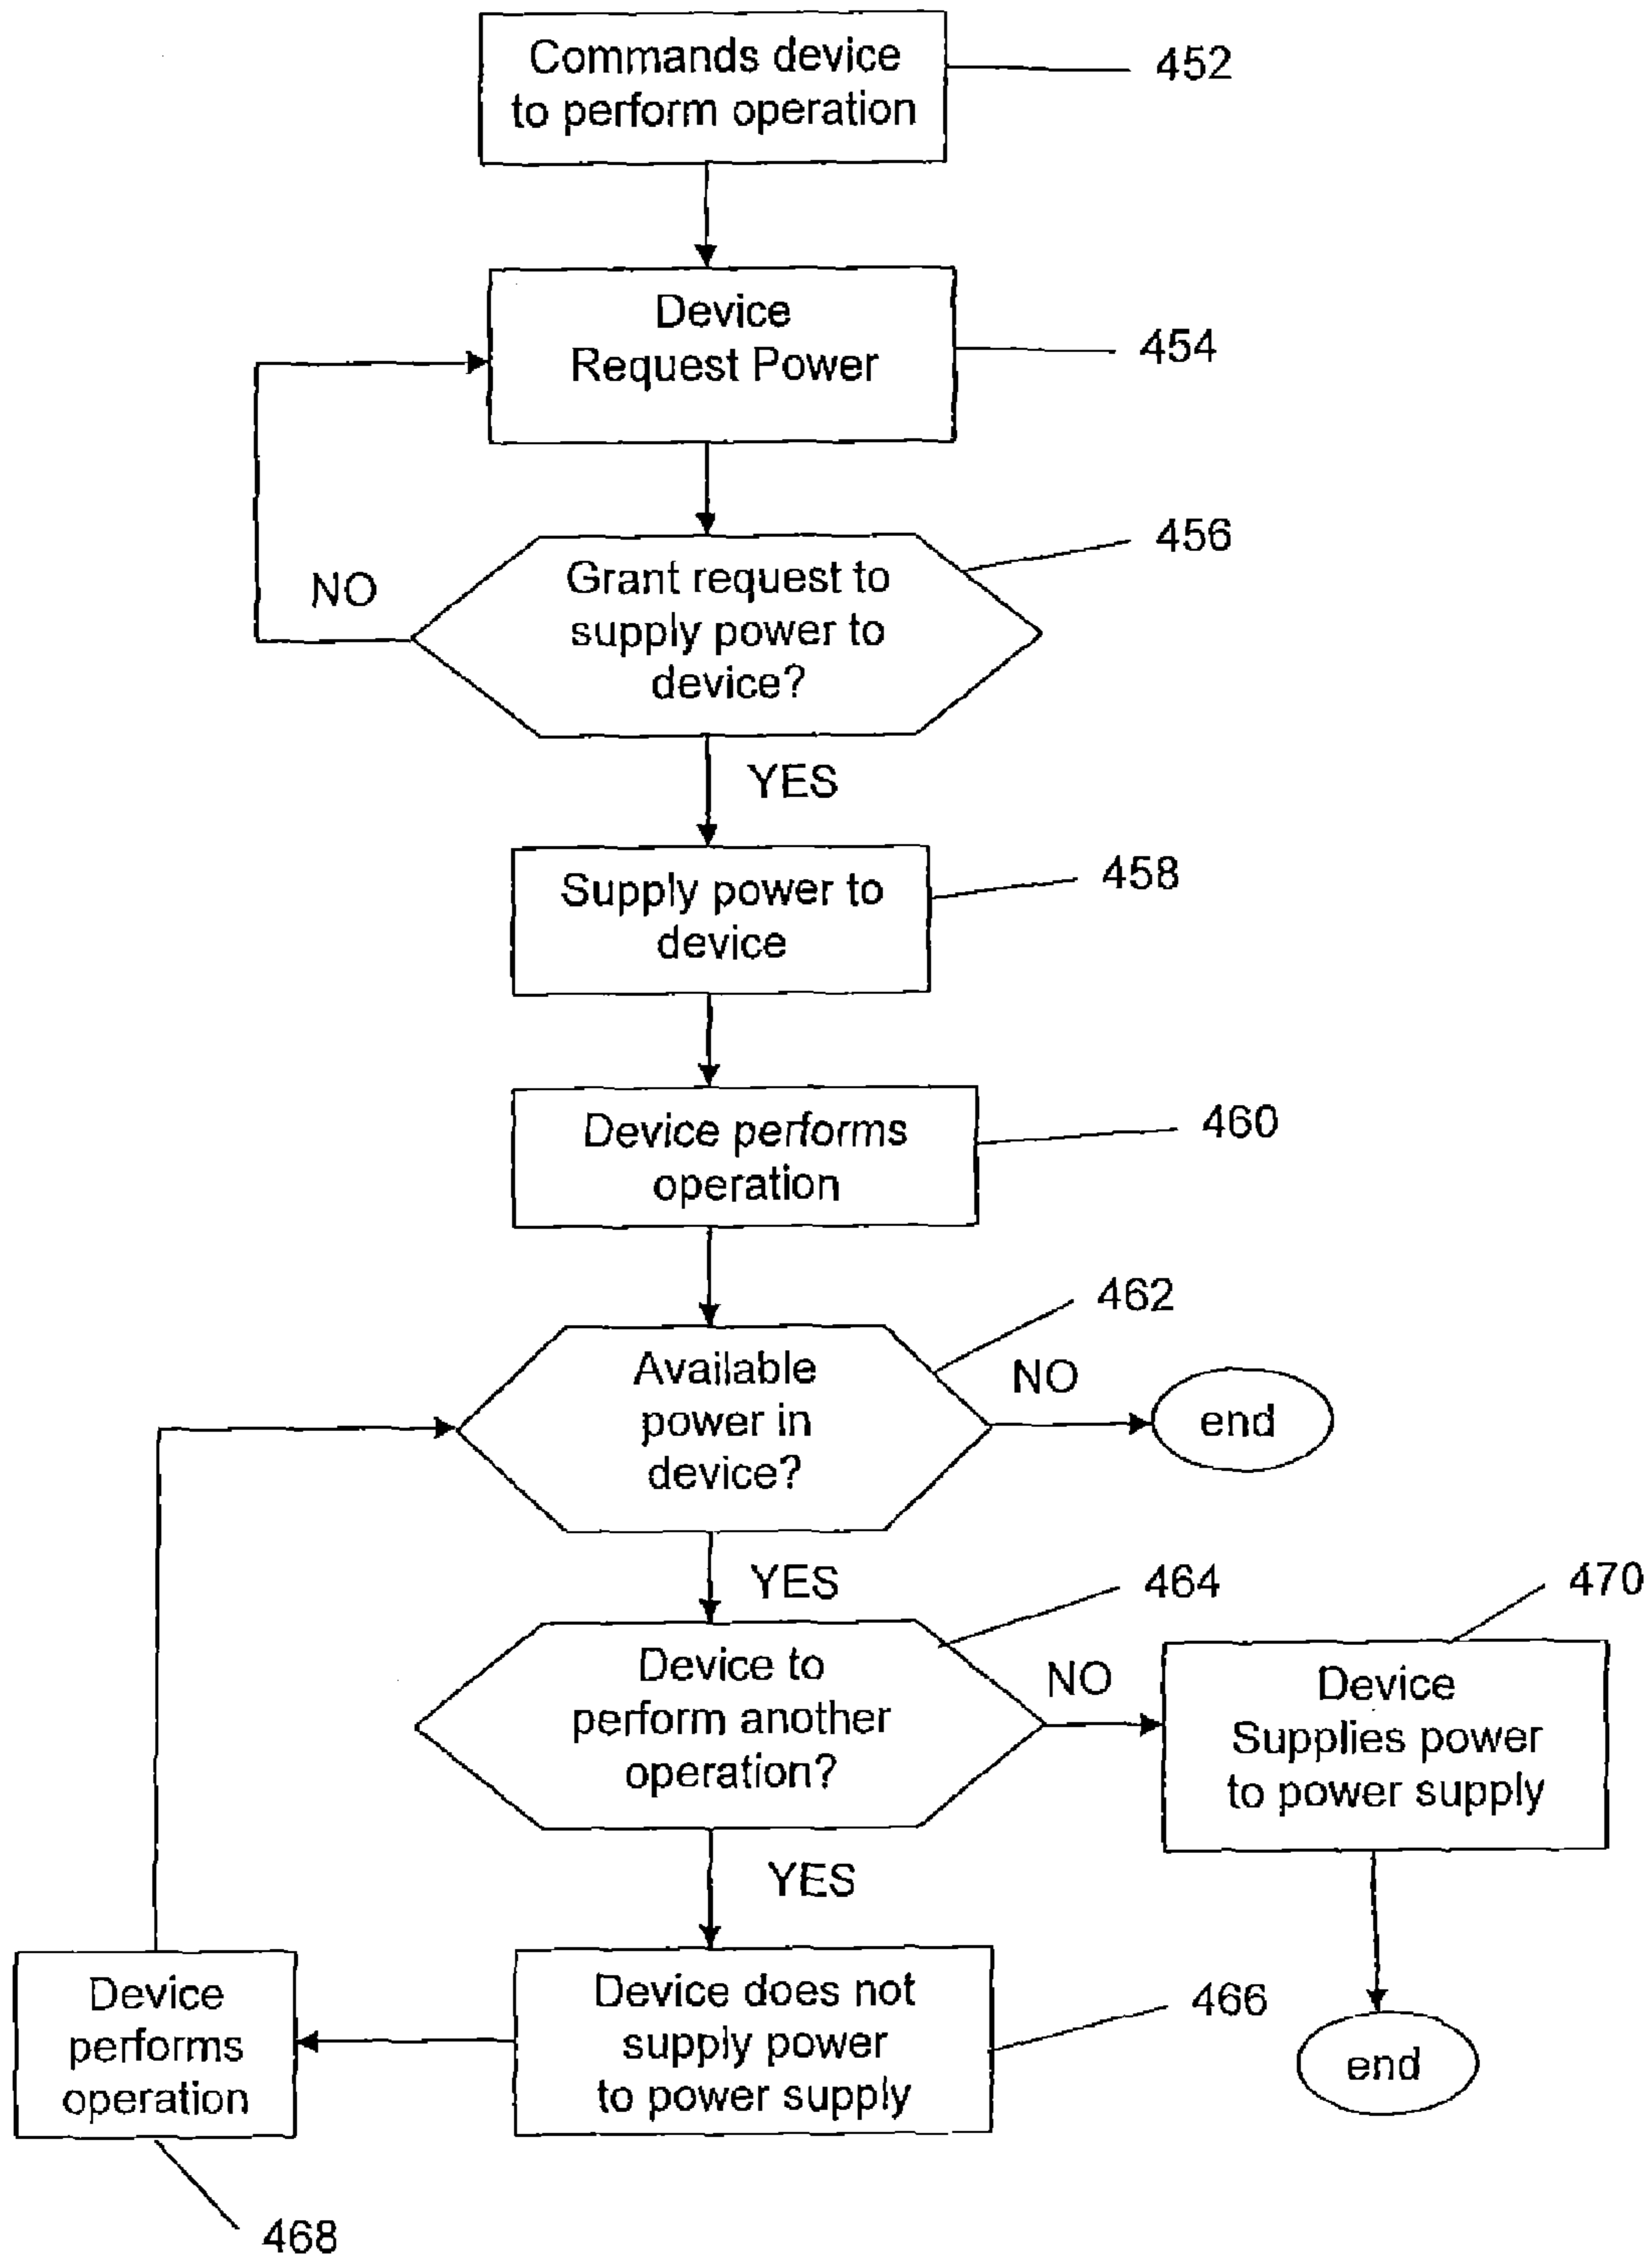 Commands device
to perform operation
452
Device
Request Power
454
Grant request to
supply power to
device?
456
NO
YES
Supply power to
device
458
Device performs
operation
460
Available
power in
device?
462
NO
end
YES
Device to
perform another
operation?
464
NO
Device
Supplies power
to power supply
470
YES
Device does not
supply power
to power supply
466
Device
performs
operation
468
end